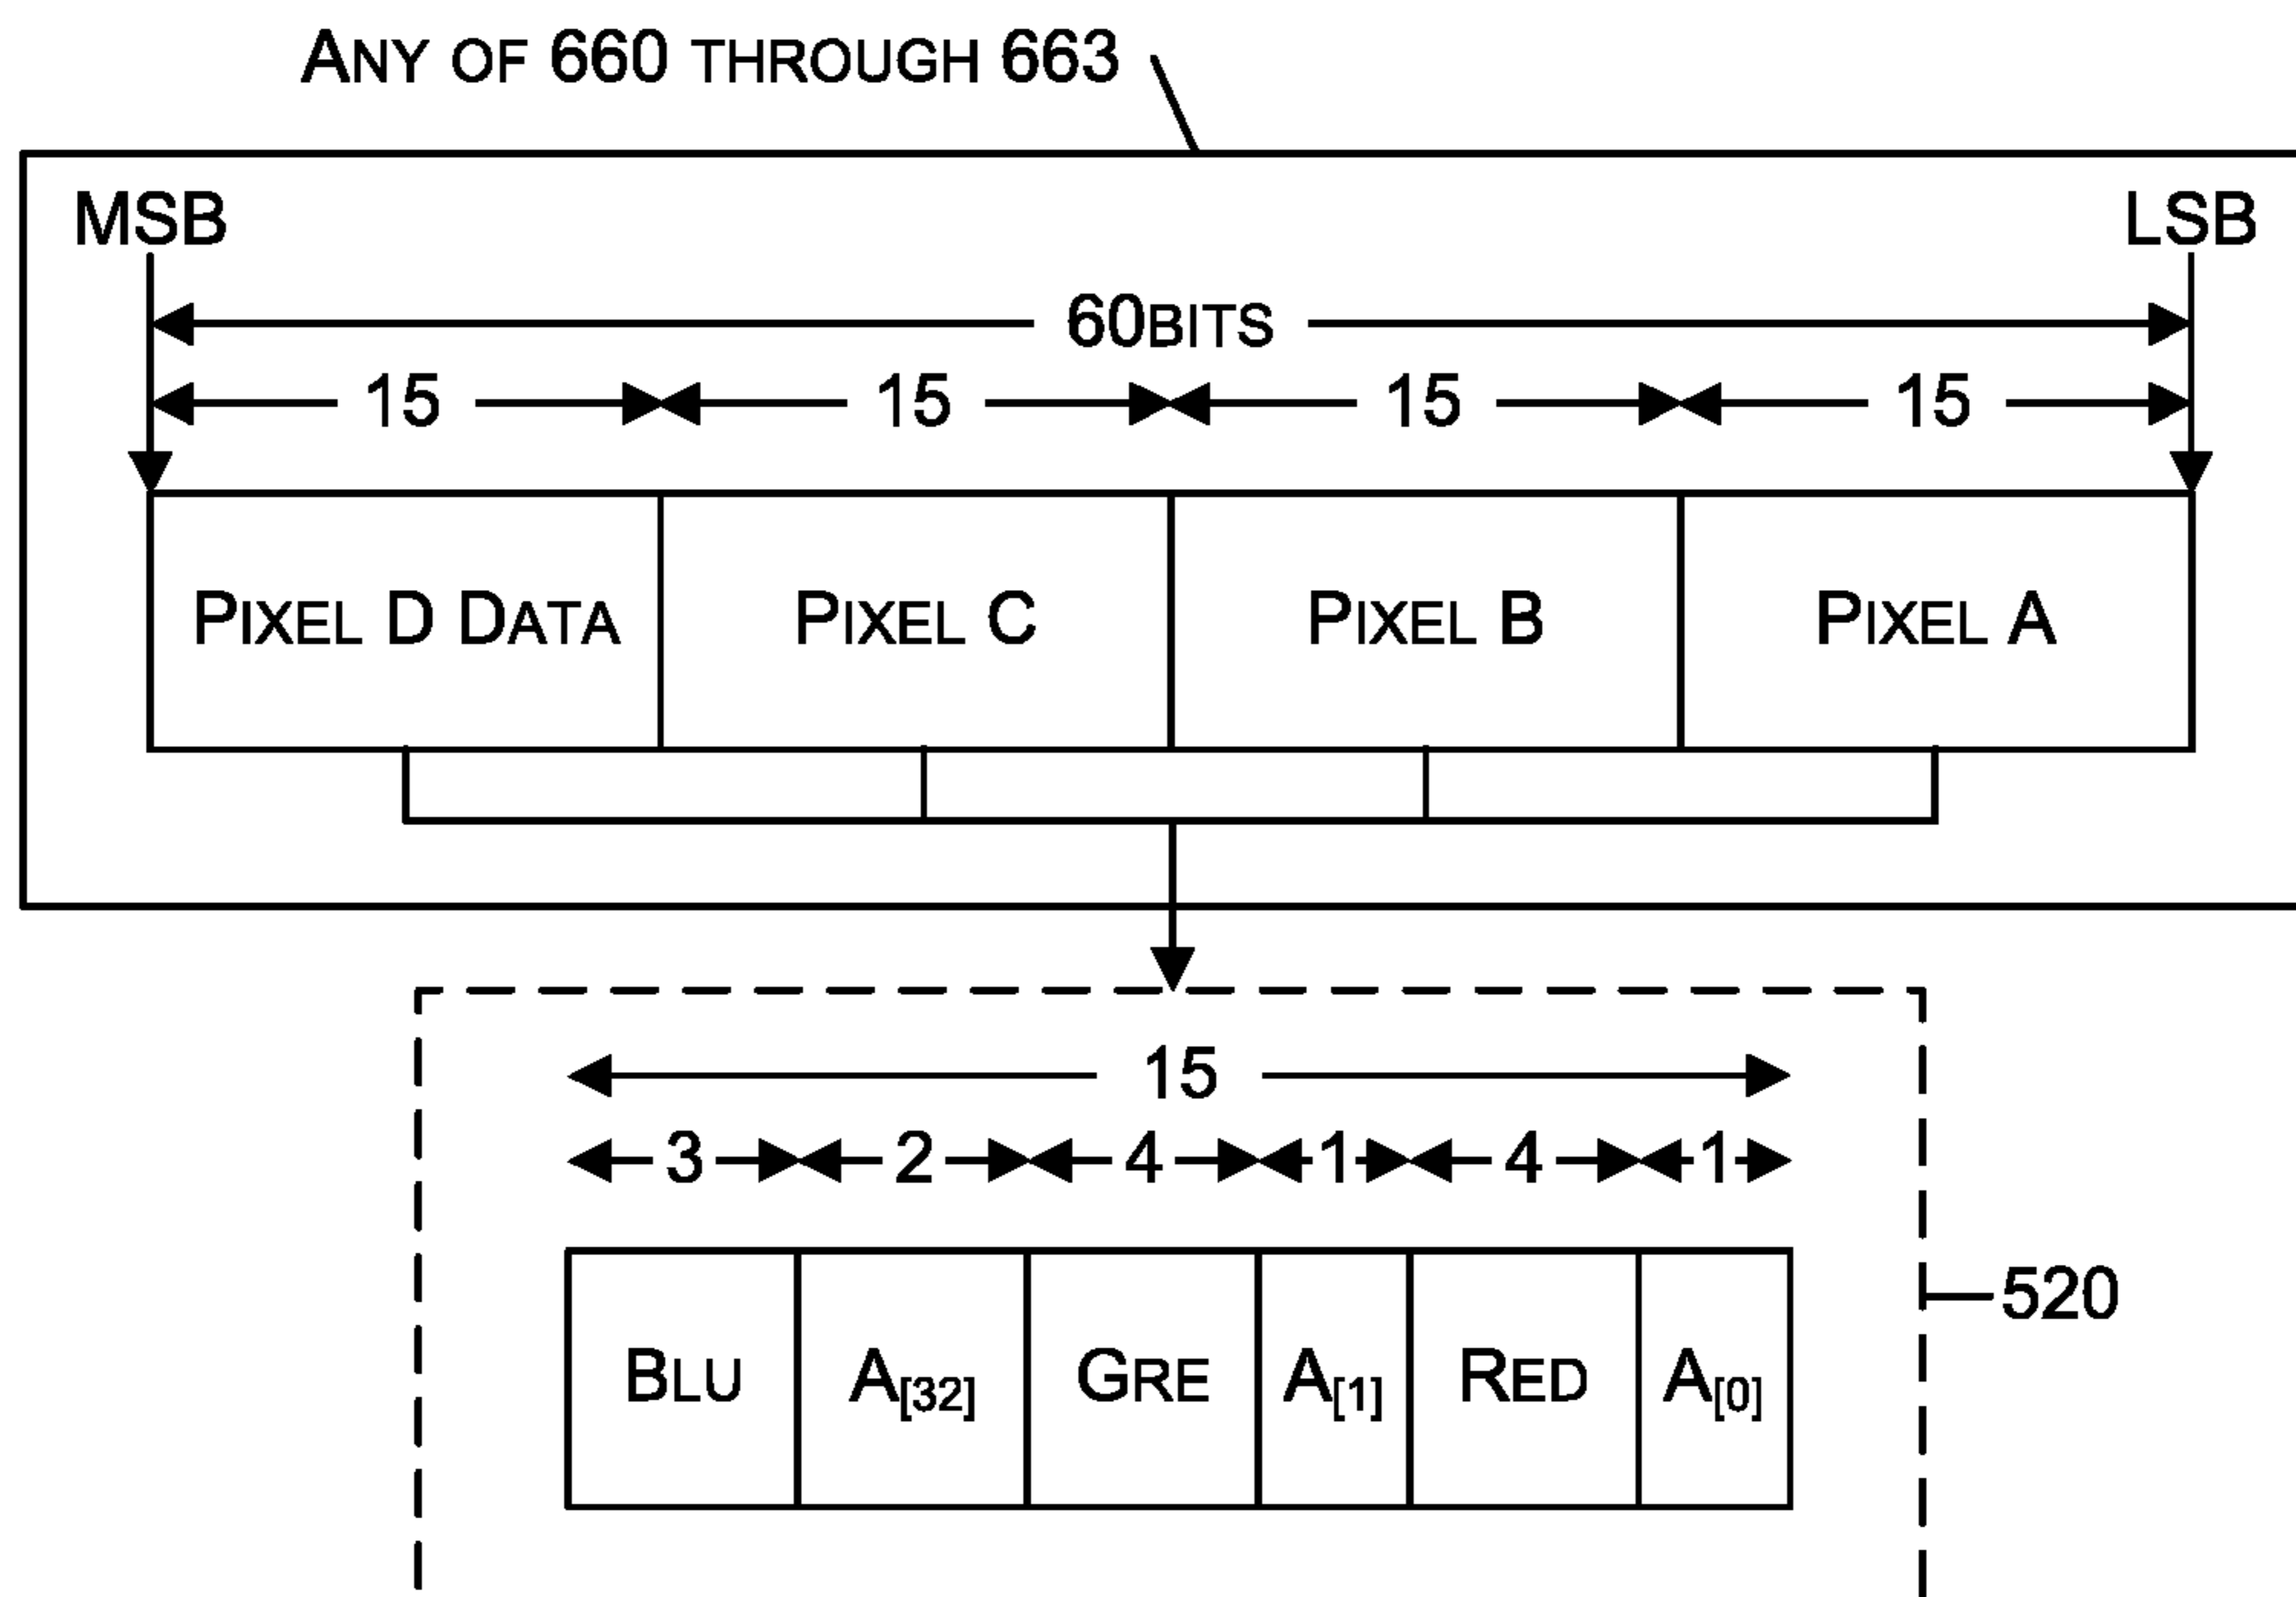 ANY OF 660 THROUGH 663
MSB LSB
60BITS
15 15 15 15
PIXEL D DATA PIXEL C PIXEL B PIXEL A
15
3 2 4 1 4 1
BLU A[32] GRE A[1] RED A[0]
520